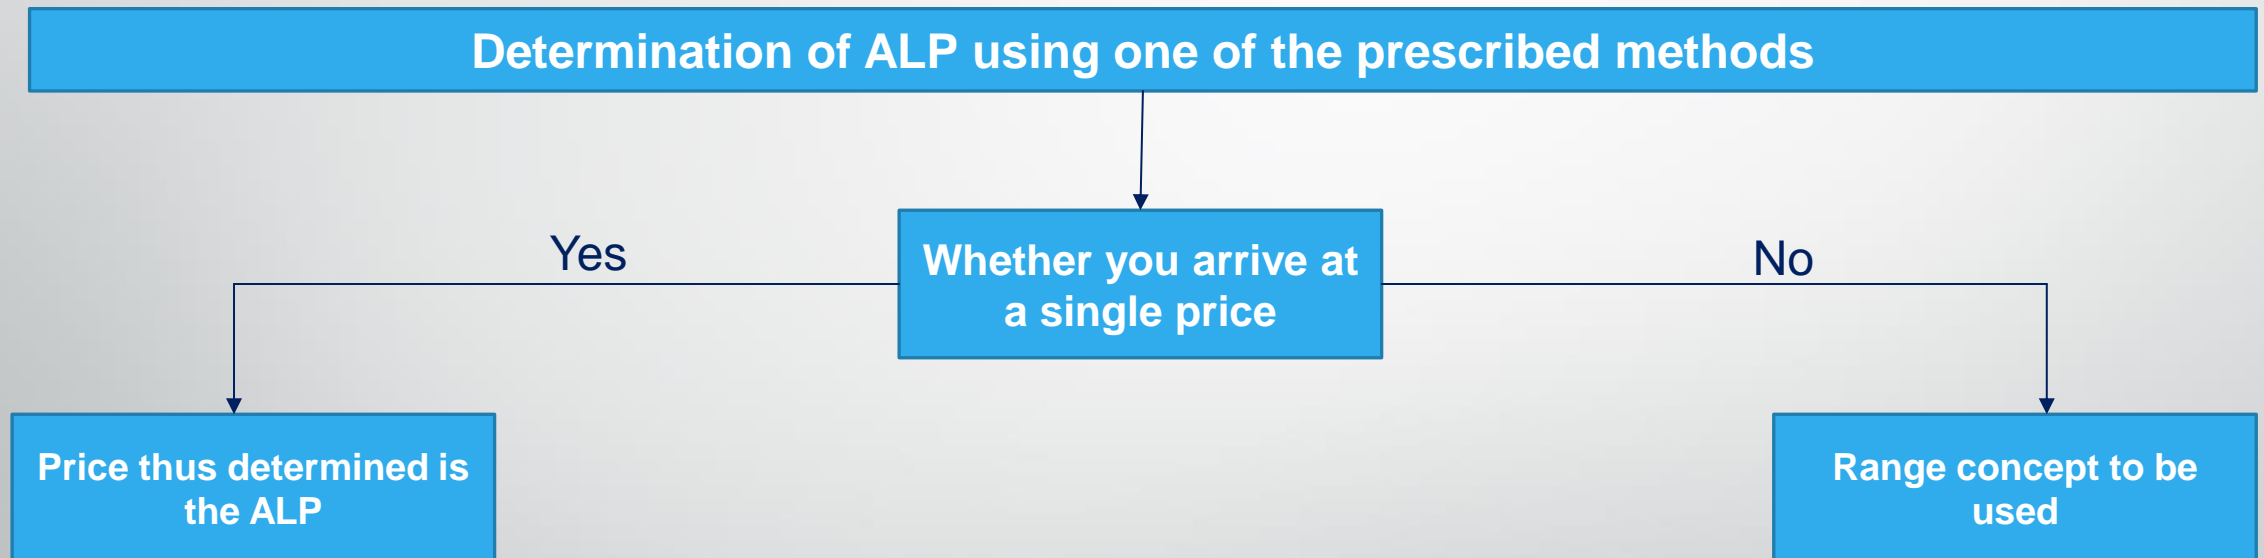 Determination of ALP using one of the prescribed methods
Yes
Whether you arrive at
a single price
No
Price thus determined is
the ALP
Range concept to be
used